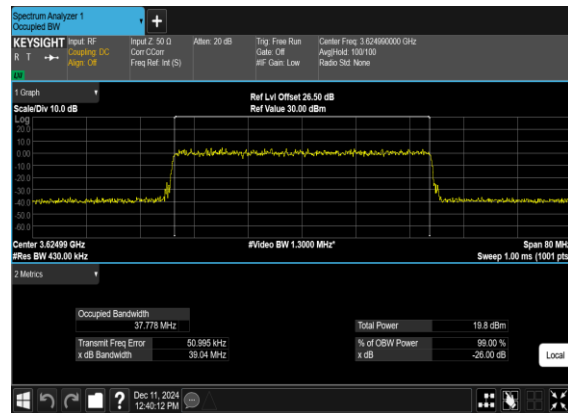 Spectrum Analyzer 1
Occupied BW
+
KEYSIGHT Input: RF Input Z: 50 Ω Atten: 20 dB Trig: Free Run Center Freq: 3.624990000 GHz
R T Coupling: DC Corr CCorr Gate: Off Avg|Hold: 100/100
Align: Off Freq Ref: Int (S) #IF Gain: Low Radio Std: None
LW
1 Graph
Ref Lvl Offset 26.50 dB
Scale/Div 10.0 dB Ref Value 30.00 dBm
Log
20.0
10.0
0.00
-10.0
-20.0
-30.0
-40.0
-50.0
-60.0
Center 3.62499 GHz #Video BW 1.3000 MHz* Span 80 MHz
#Res BW 430.00 kHz Sweep 1.00 ms (1001 pts
2 Metrics
Occupied Bandwidth
37.778 MHz Total Power 19.8 dBm
Transmit Freq Error 50.995 kHz % of OBW Power 99.00 %
x dB Bandwidth 39.04 MHz x dB -26.00 dB
Local
? Dec 11, 2024
12:40:12 PM